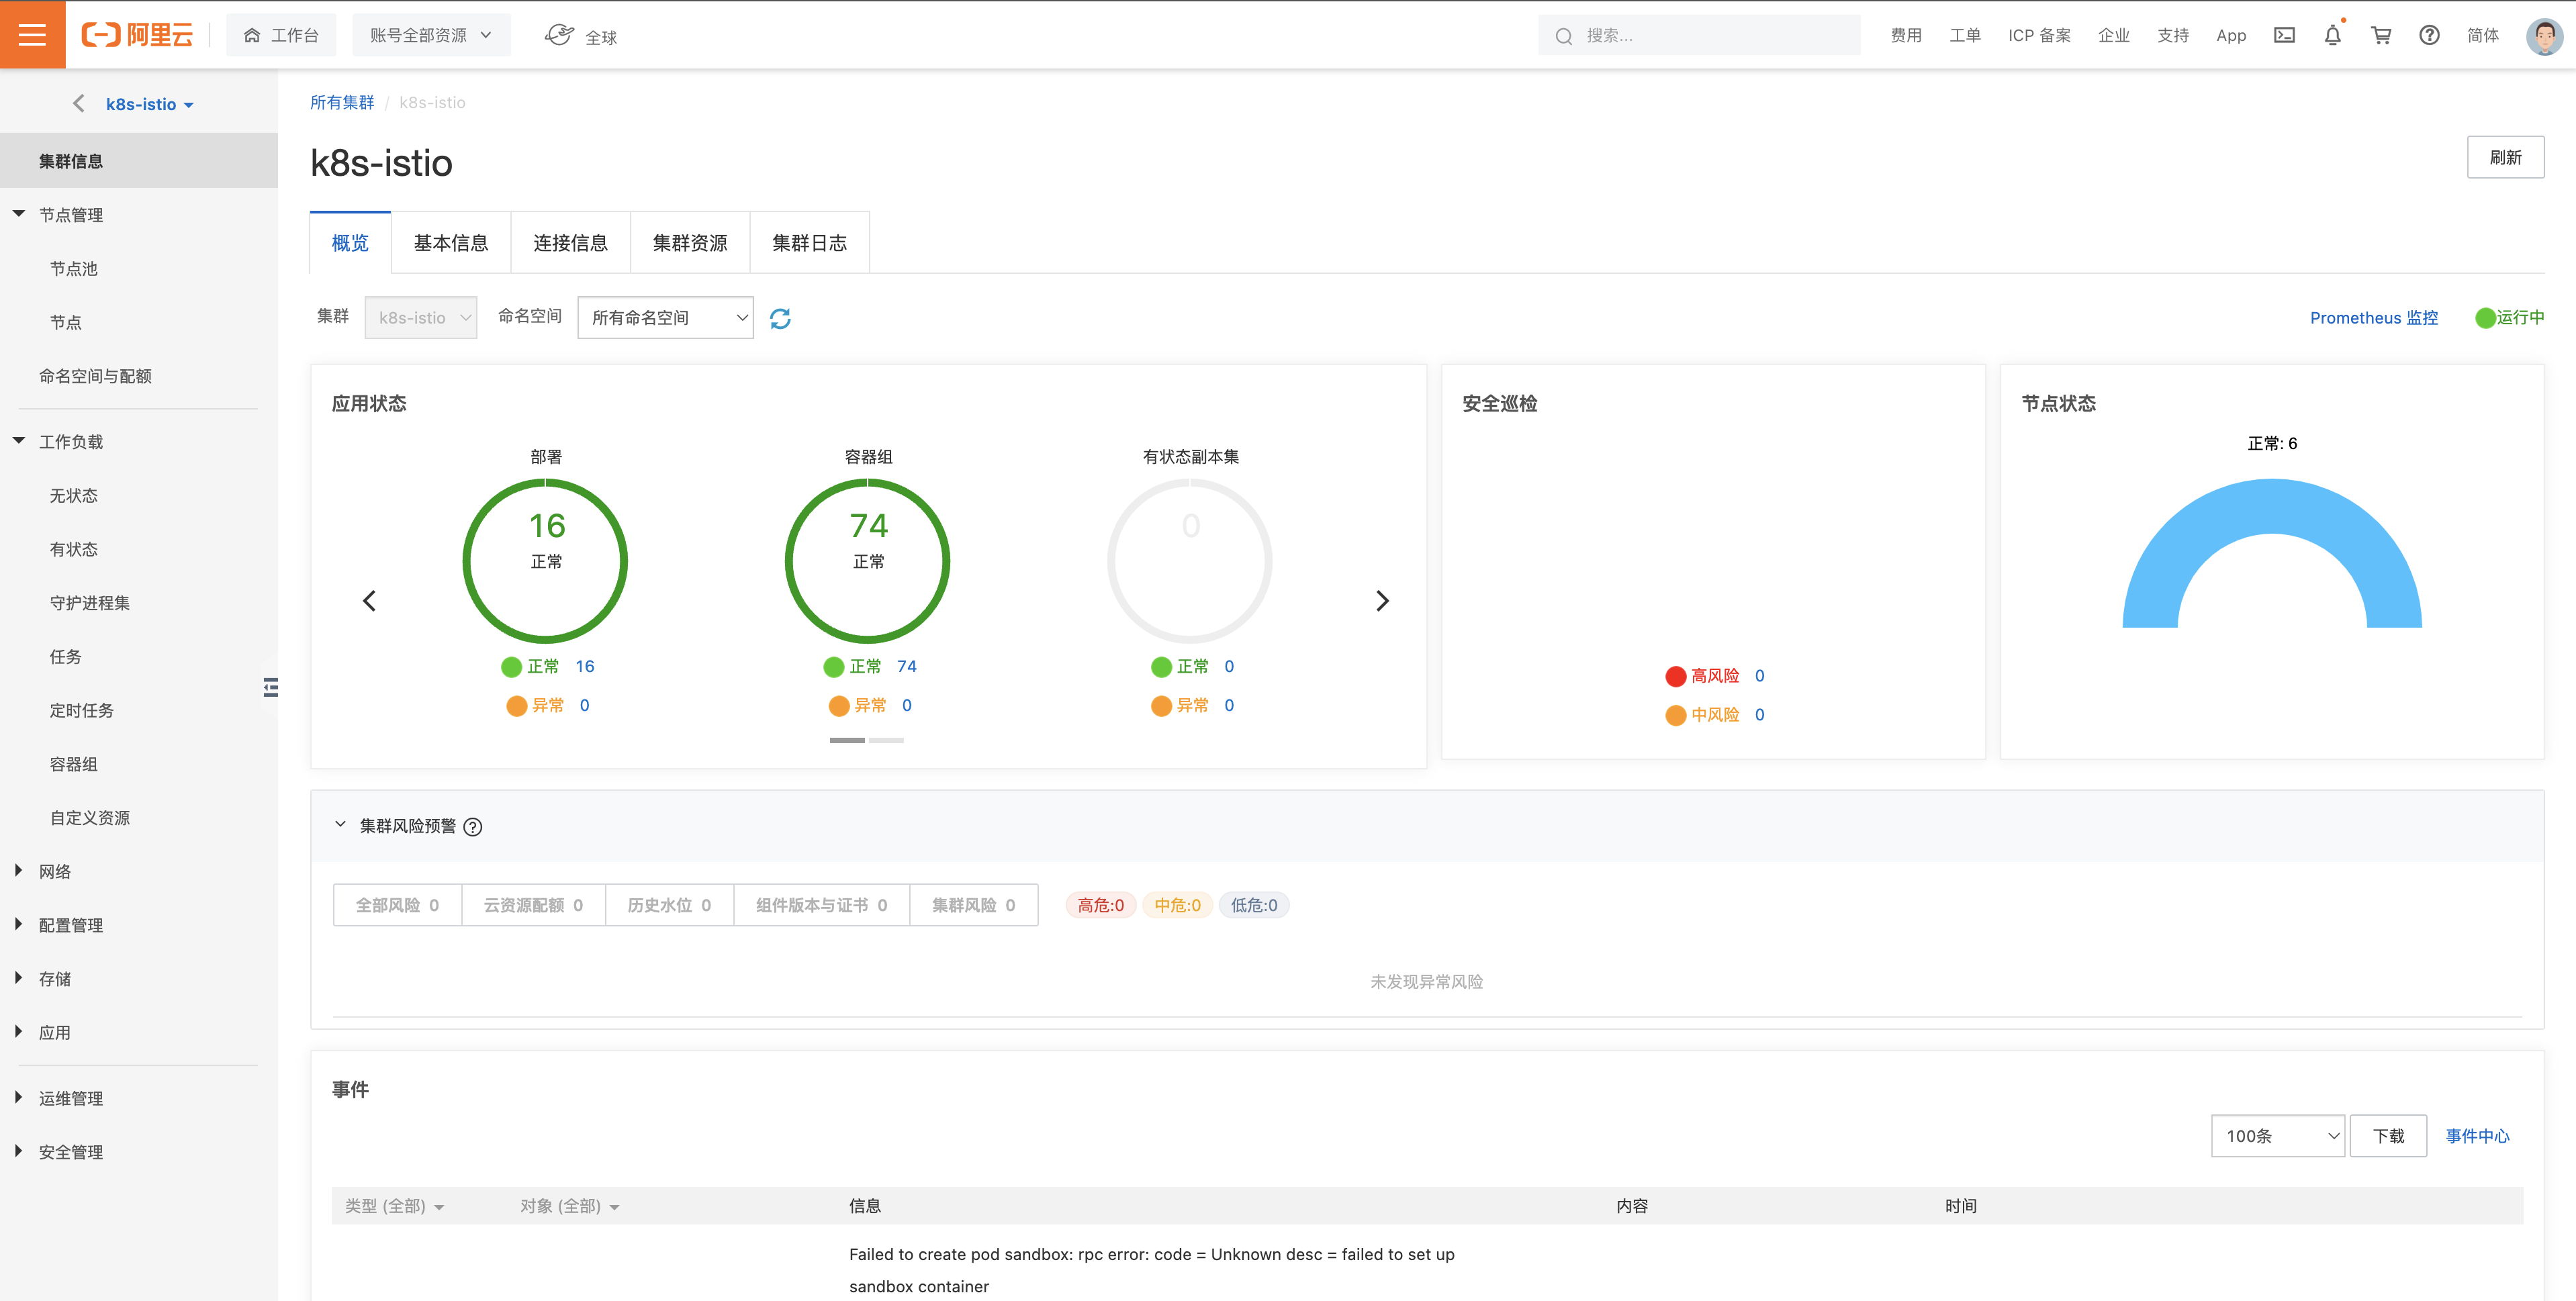 阿里云
工作台
账号全部资源
全球
搜索...
费用
工单
ICP 备案
企业
支持
App
简体
k8s-istio
集群信息
节点管理
节点池
节点
命名空间与配额
工作负载
无状态
有状态
守护进程集
任务
定时任务
容器组
自定义资源
网络
配置管理
存储
应用
运维管理
安全管理
所有集群 / k8s-istio
k8s-istio
刷新
概览
基本信息
连接信息
集群资源
集群日志
集群
k8s-istio
命名空间
所有命名空间
Prometheus 监控
运行中
应用状态
部署
16
正常
正常 16
异常 0
容器组
74
正常
正常 74
异常 0
有状态副本集
0
正常 0
异常 0
安全巡检
高风险 0
中风险 0
节点状态
正常: 6
集群风险预警
全部风险 0
云资源配额 0
历史水位 0
组件版本与证书 0
集群风险 0
高危:0
中危:0
低危:0
未发现异常风险
事件
100条
下载
事件中心
类型 (全部)
对象 (全部)
信息
内容
时间
Failed to create pod sandbox: rpc error: code = Unknown desc = failed to set up
sandbox container